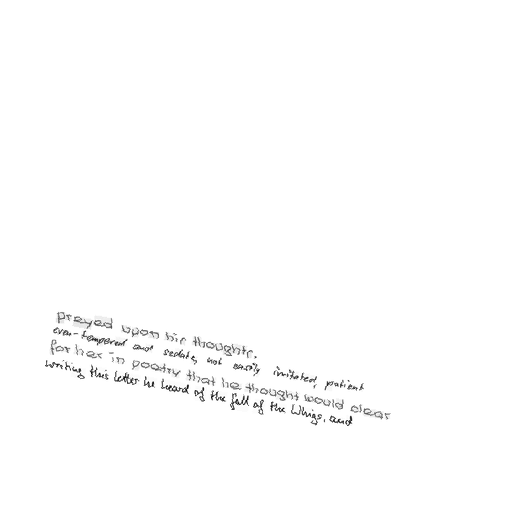 preyed upon his thoughts.
even-tempered and sedate, not easily irritated, patient
for her in poetry that he thought would clear
writing this letter he heard of the fall of the Whigs, and